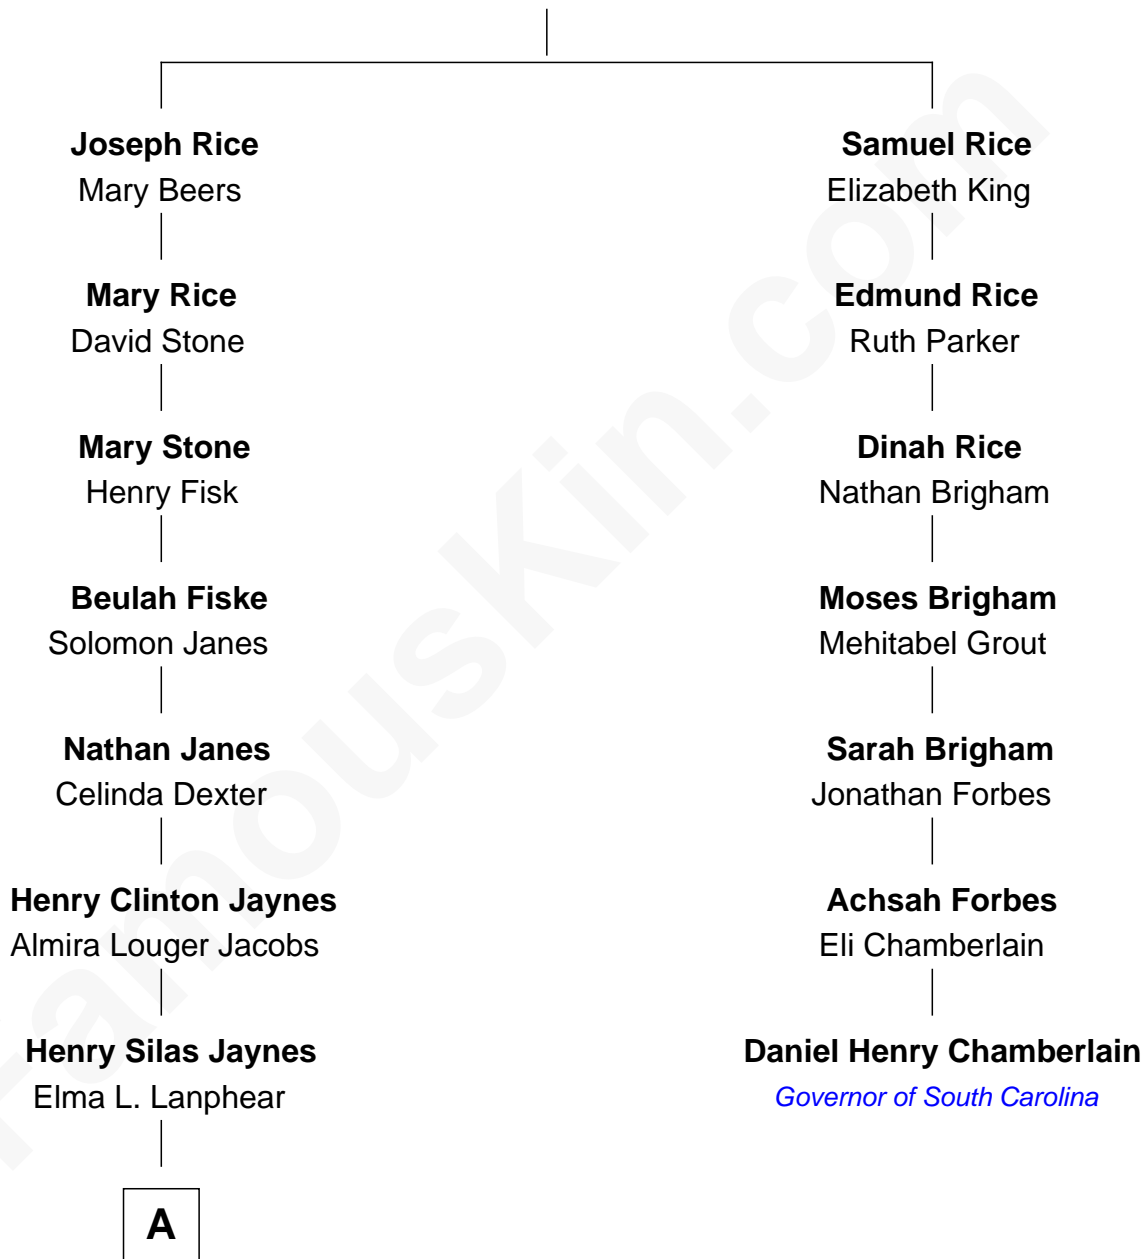 Joseph Rice
Mary Beers
Mary Rice
David Stone
Mary Stone
Henry Fisk
Beulah Fiske
Solomon Janes
Nathan Janes
Celinda Dexter
Henry Clinton Jaynes
Almira Louger Jacobs
Henry Silas Jaynes
Elma L. Lanphear
A
Samuel Rice
Elizabeth King
Edmund Rice
Ruth Parker
Dinah Rice
Nathan Brigham
Moses Brigham
Mehitabel Grout
Sarah Brigham
Jonathan Forbes
Achsah Forbes
Eli Chamberlain
Daniel Henry Chamberlain
Governor of South Carolina
FamousKin.com